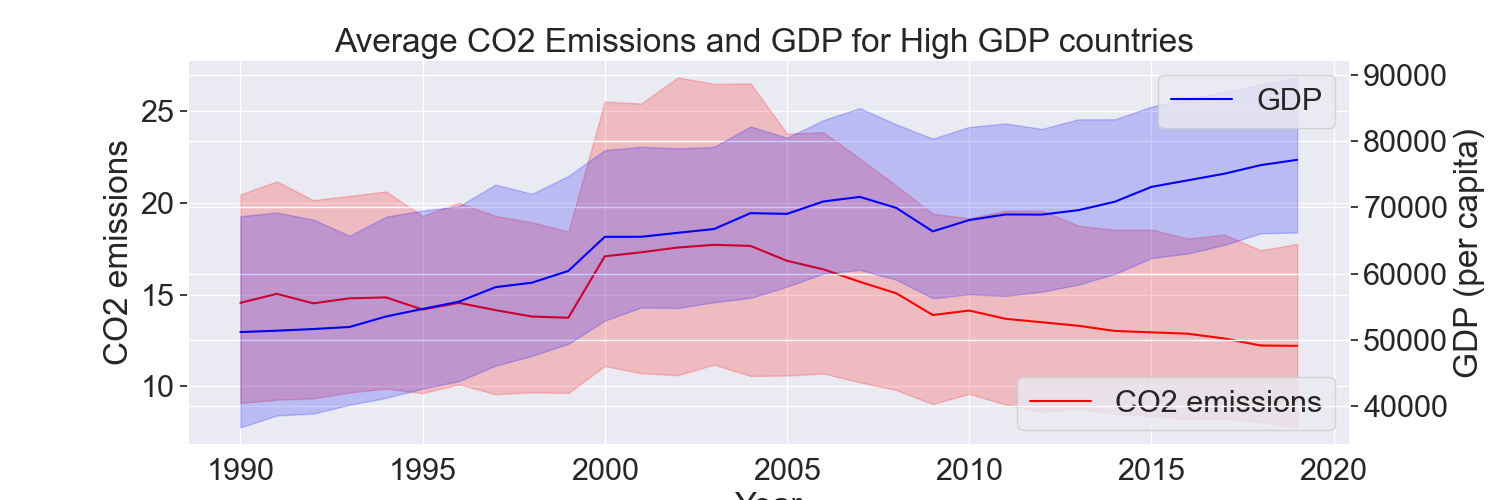 Average CO2 Emissions and GDP for High GDP countries
CO2 emissions
25
20
15
10
GDP
CO2 emissions
90000
80000
70000
60000
50000
40000
GDP (per capita)
1990 1995 2000 2005 2010 2015 2020
Year